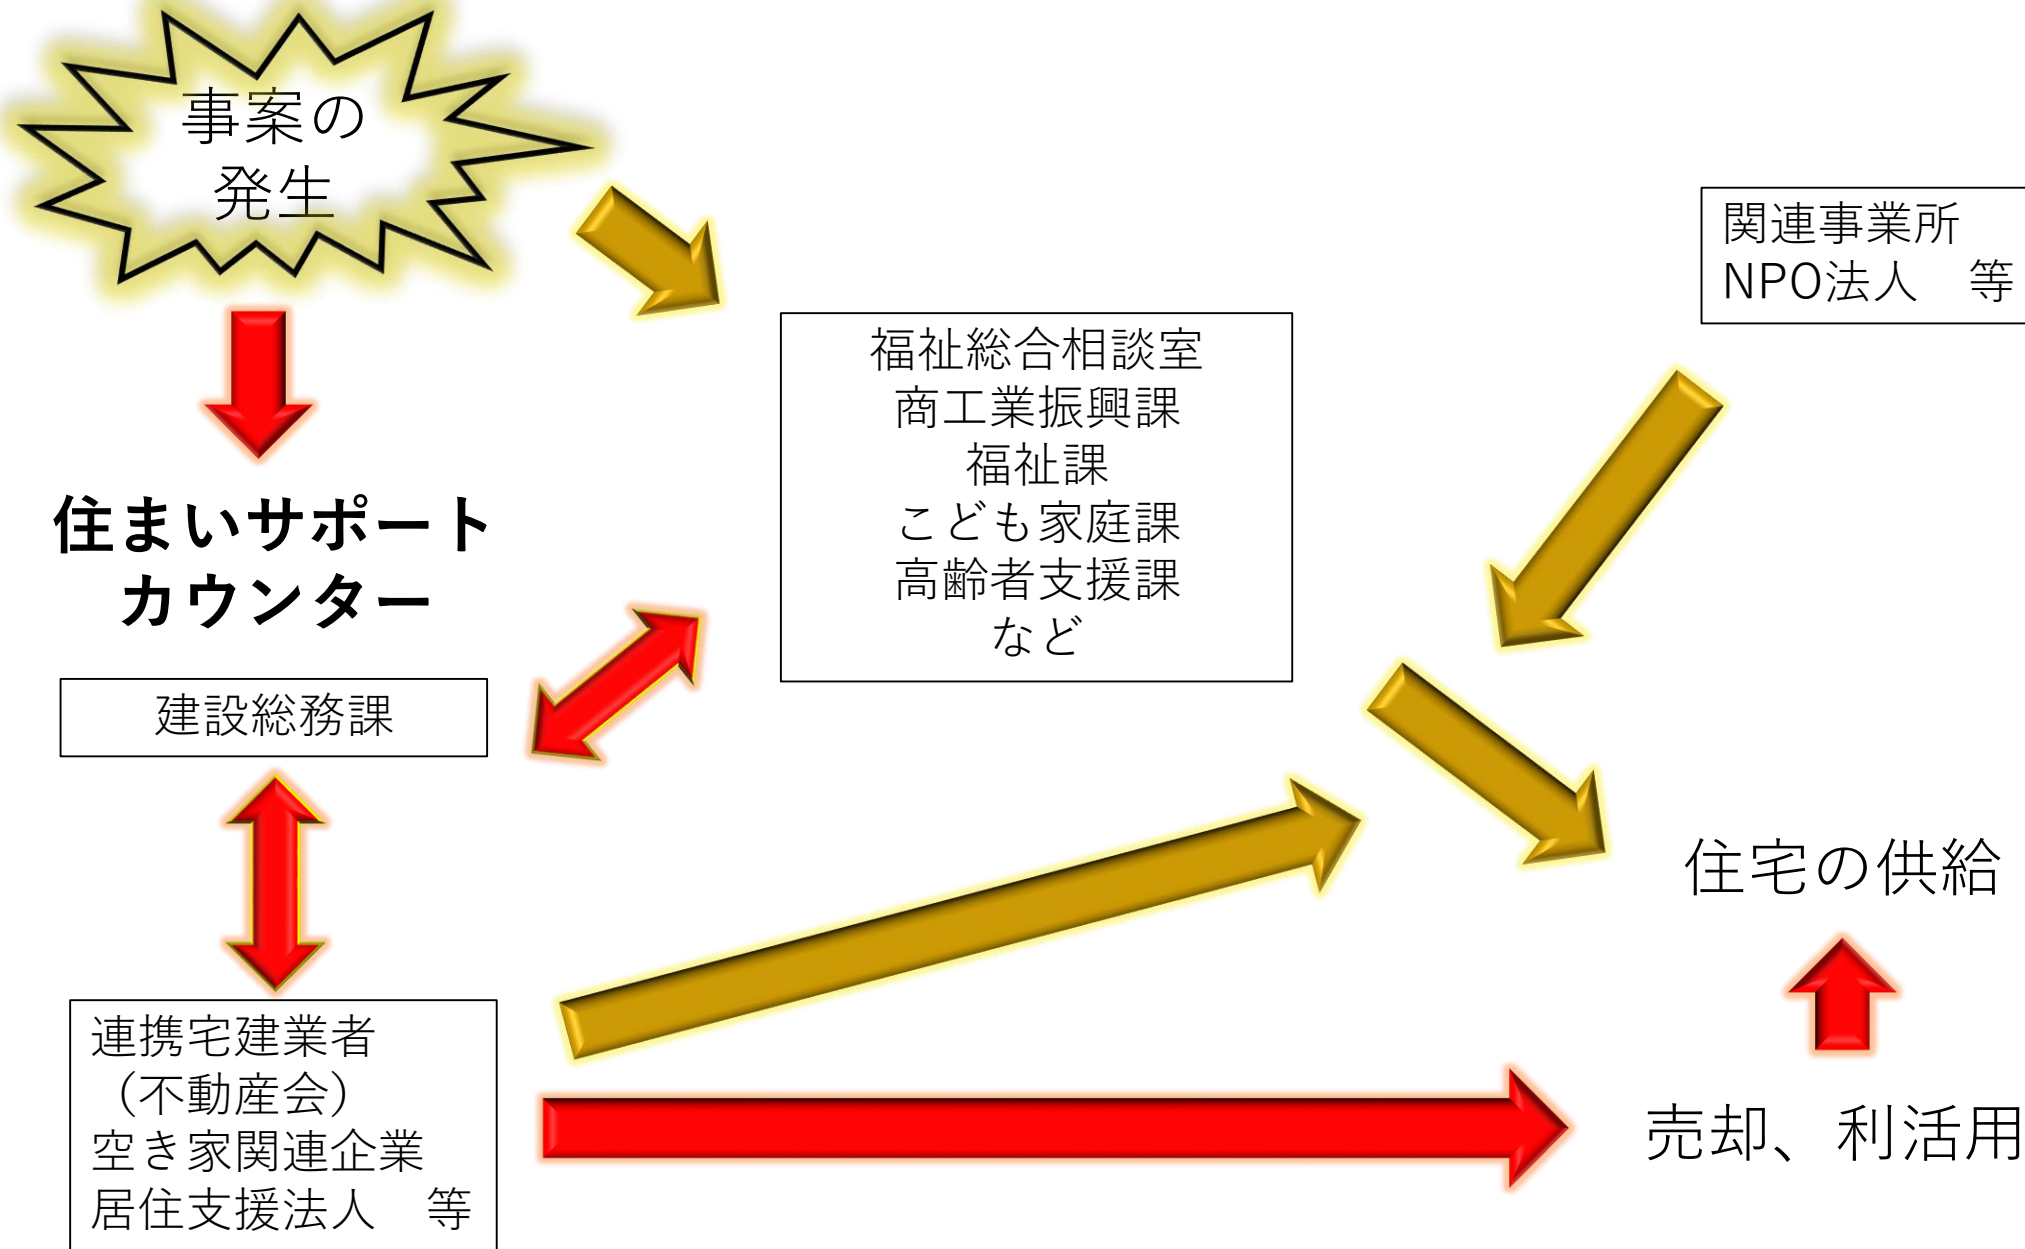 事案の
発生
関連事業所
NPO法人　等
福祉総合相談室
商工業振興課
福祉課
こども家庭課
高齢者支援課
など
住まいサポート
カウンター
建設総務課
住宅の供給
連携宅建業者
（不動産会）
空き家関連企業
居住支援法人　等
売却、利活用